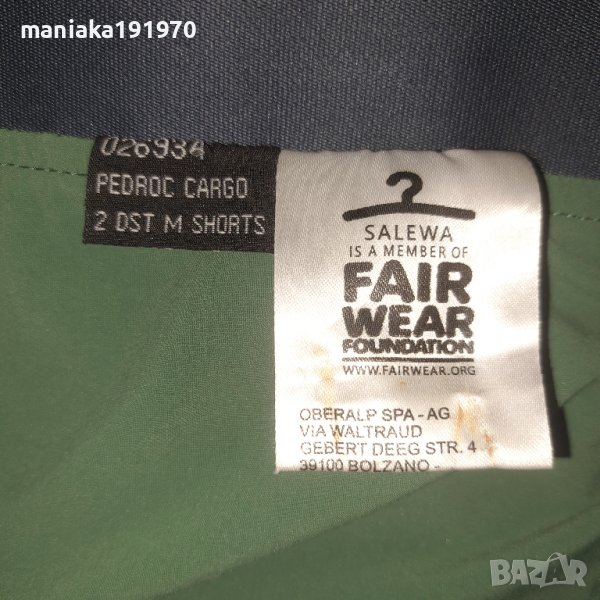 maniaka191970
026934
PEDROC CARGO
2 DST M SHORTS
SALEWA
IS A MEMBER OF
FAIR
WEAR
FOUNDATION
WWW.FAIRWEAR.ORG
OBERALP SPA - AG
VIA WALTRAUD
GEBERT DEEG STR. 4
39100 BOLZANO -
BAZAR